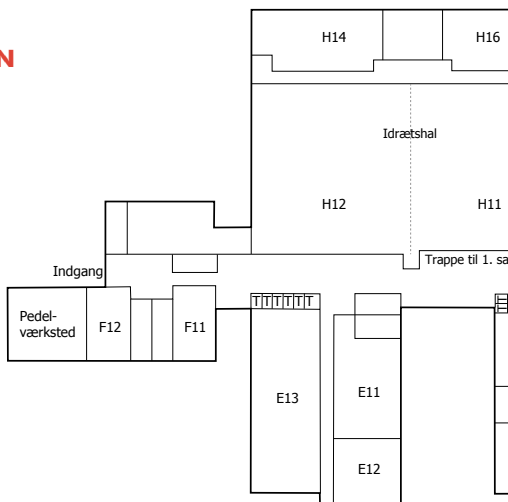 N
H14
H16
Idrætshal
H12
H11
Trappe til 1. sa
Indgang
Pedel-
værksted
F12
F11
TTTTTT
E13
E11
E12